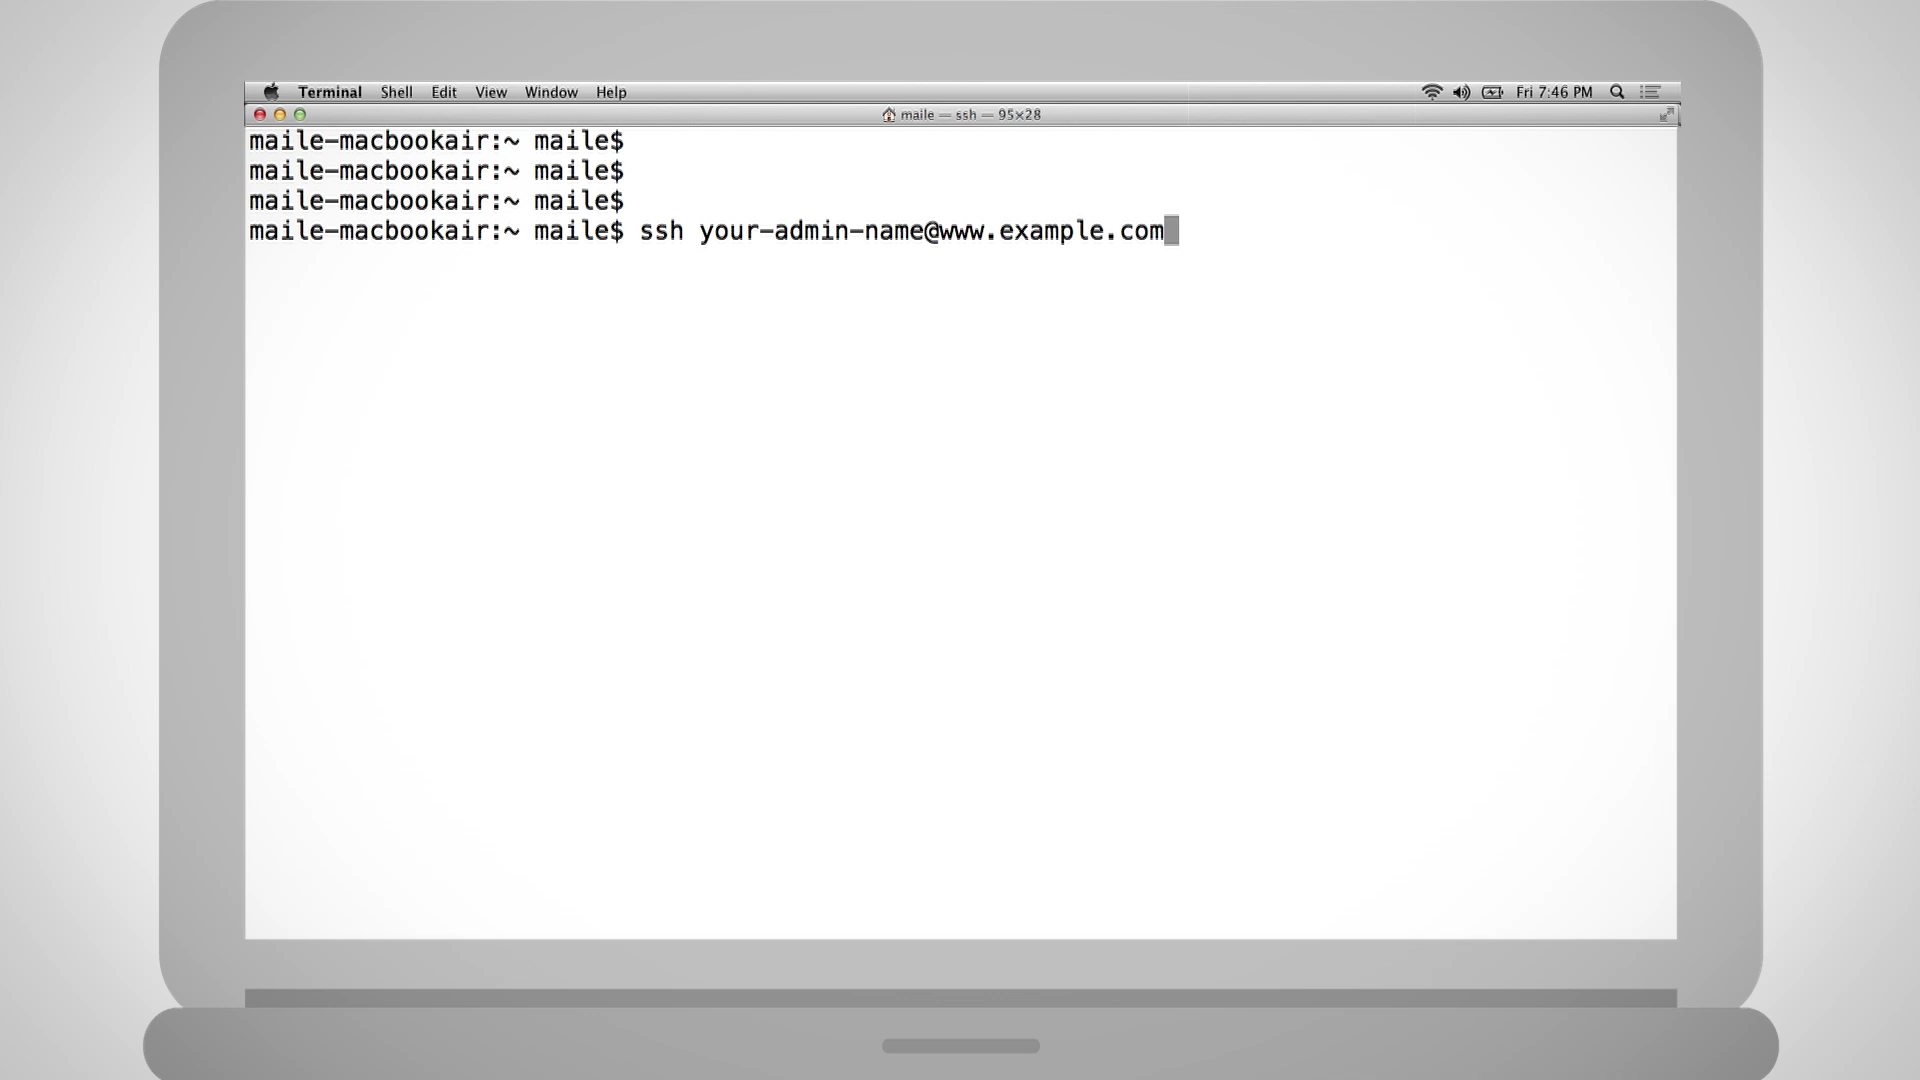 Terminal Shell Edit View Window Help Fri 7:46 PM
maile — ssh — 95×28
maile-macbookair:~ maile$
maile-macbookair:~ maile$
maile-macbookair:~ maile$
maile-macbookair:~ maile$ ssh your-admin-name@www.example.com